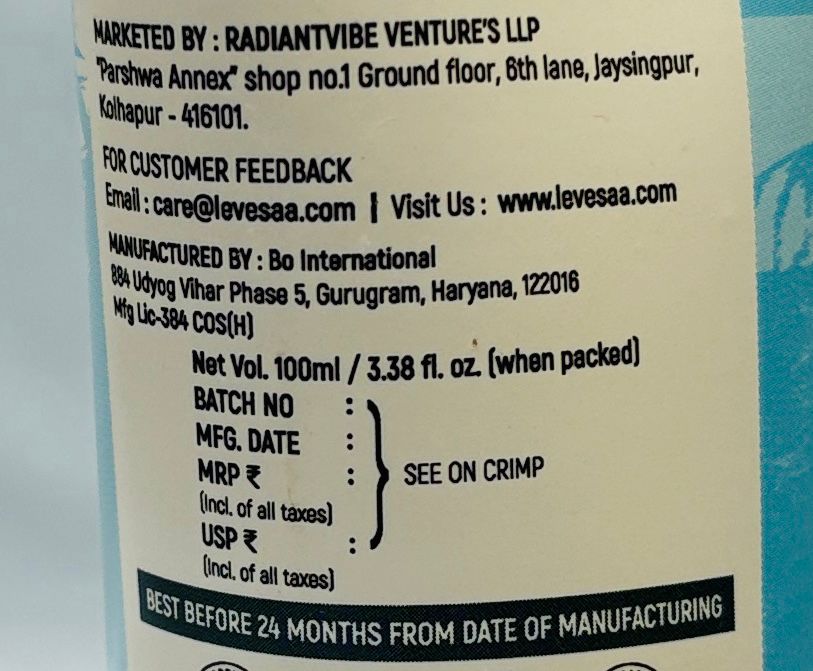 MARKETED BY : RADIANTVIBE VENTURE'S LLP
"Parshwa Annex" shop no.1 Ground floor, 6th lane, Jaysingpur,
Kolhapur - 416101.
FOR CUSTOMER FEEDBACK
Email : care@levesaa.com | Visit Us : www.levesaa.com
MANUFACTURED BY : Bo International
884 Udyog Vihar Phase 5, Gurugram, Haryana, 122016
Mfg Lic-384 COS(H)
Net Vol. 100ml / 3.38 fl. oz. (when packed)
BATCH NO :
MFG. DATE :
MRP ₹ : SEE ON CRIMP
(Incl. of all taxes)
USP ₹ :
(Incl. of all taxes)
BEST BEFORE 24 MONTHS FROM DATE OF MANUFACTURING